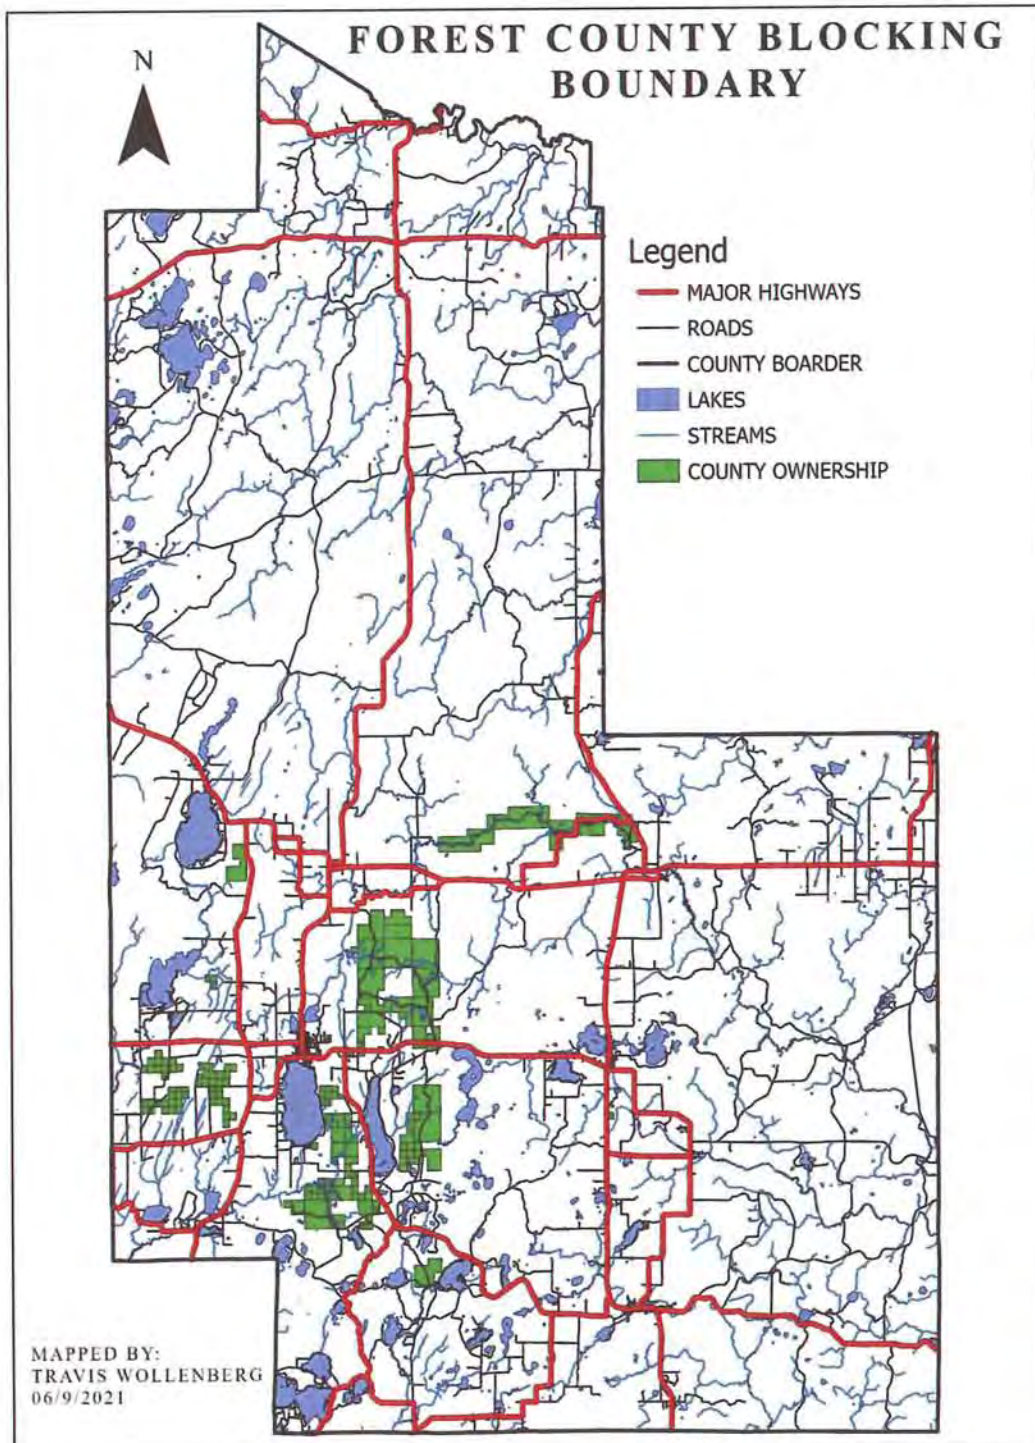 FOREST COUNTY BLOCKING
BOUNDARY
N
Legend
MAJOR HIGHWAYS
ROADS
COUNTY BOARDER
LAKES
STREAMS
COUNTY OWNERSHIP
MAPPED BY:
TRAVIS WOLLENBERG
06/9/2021